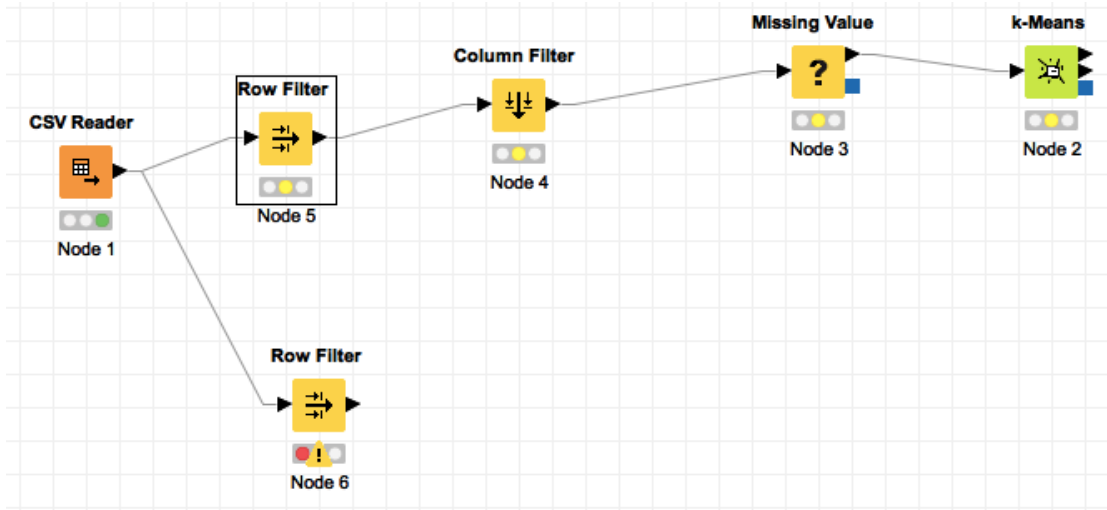 Missing Value
k-Means
Column Filter
Row Filter
CSV Reader
?
Node 3
Node 2
Node 4
Node 5
Node 1
Row Filter
!
Node 6